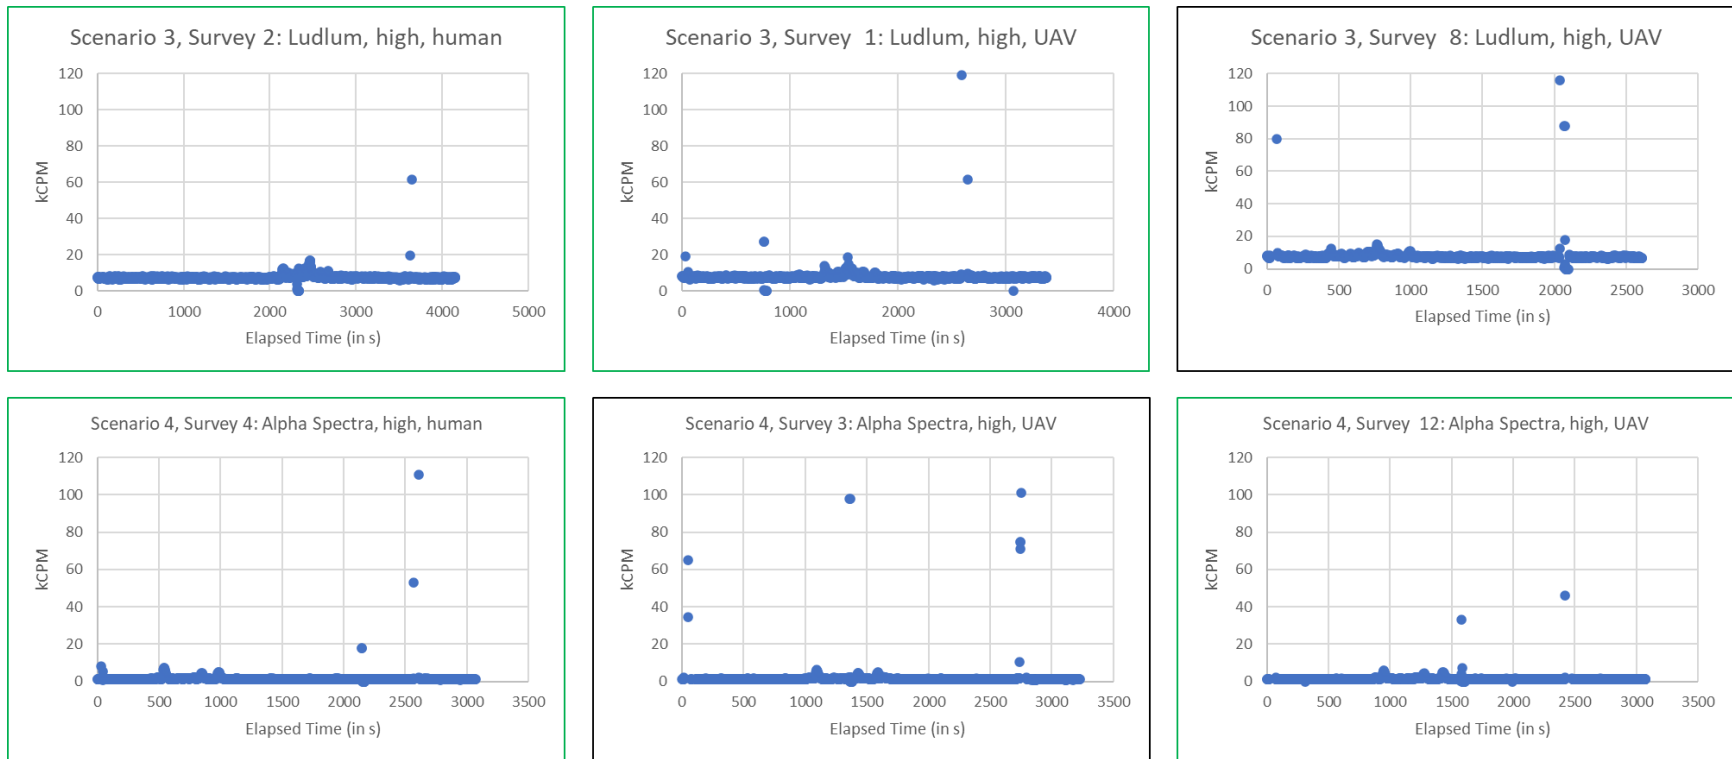 Scenario 3, Survey 2: Ludlum, high, human
120
100
80
60
40
20
0
kCPM
0 1000 2000 3000 4000 5000
Elapsed Time (in s)
Scenario 3, Survey 1: Ludlum, high, UAV
120
100
80
60
40
20
0
kCPM
0 1000 2000 3000 4000
Elapsed Time (in s)
Scenario 3, Survey 8: Ludlum, high, UAV
120
100
80
60
40
20
0
kCPM
0 500 1000 1500 2000 2500 3000
Elapsed Time (in s)
Scenario 4, Survey 4: Alpha Spectra, high, human
120
100
80
60
40
20
0
kCPM
0 500 1000 1500 2000 2500 3000 3500
Elapsed Time (in s)
Scenario 4, Survey 3: Alpha Spectra, high, UAV
120
100
80
60
40
20
0
kCPM
0 500 1000 1500 2000 2500 3000 3500
Elapsed Time (in s)
Scenario 4, Survey 12: Alpha Spectra, high, UAV
120
100
80
60
40
20
0
kCPM
0 500 1000 1500 2000 2500 3000 3500
Elapsed Time (in s)